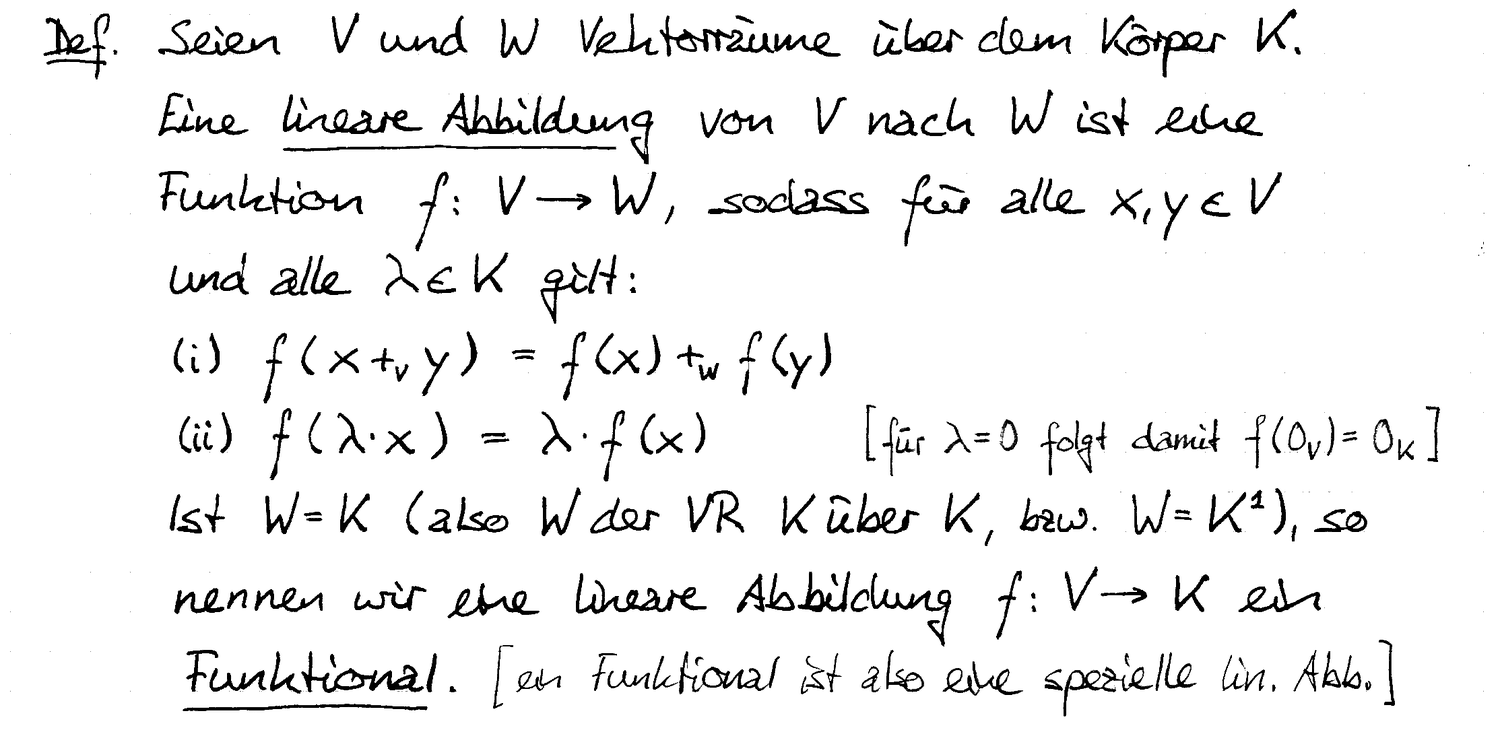 Def. Seien V und W Vektorräume über dem Körper K.
Eine lineare Abbildung von V nach W ist eine
Funktion f: V → W, sodass für alle x, y ∈ V
und alle λ ∈ K gilt:
(i) f(x +_V y) = f(x) +_W f(y)
(ii) f(λ·x) = λ·f(x) [für λ=0 folgt damit f(0_V) = 0_K]
Ist W = K (also W der VR K über K, bzw. W = K¹), so
nennen wir eine lineare Abbildung f: V → K ein
Funktional. [ein Funktional ist also eine spezielle lin. Abb.]